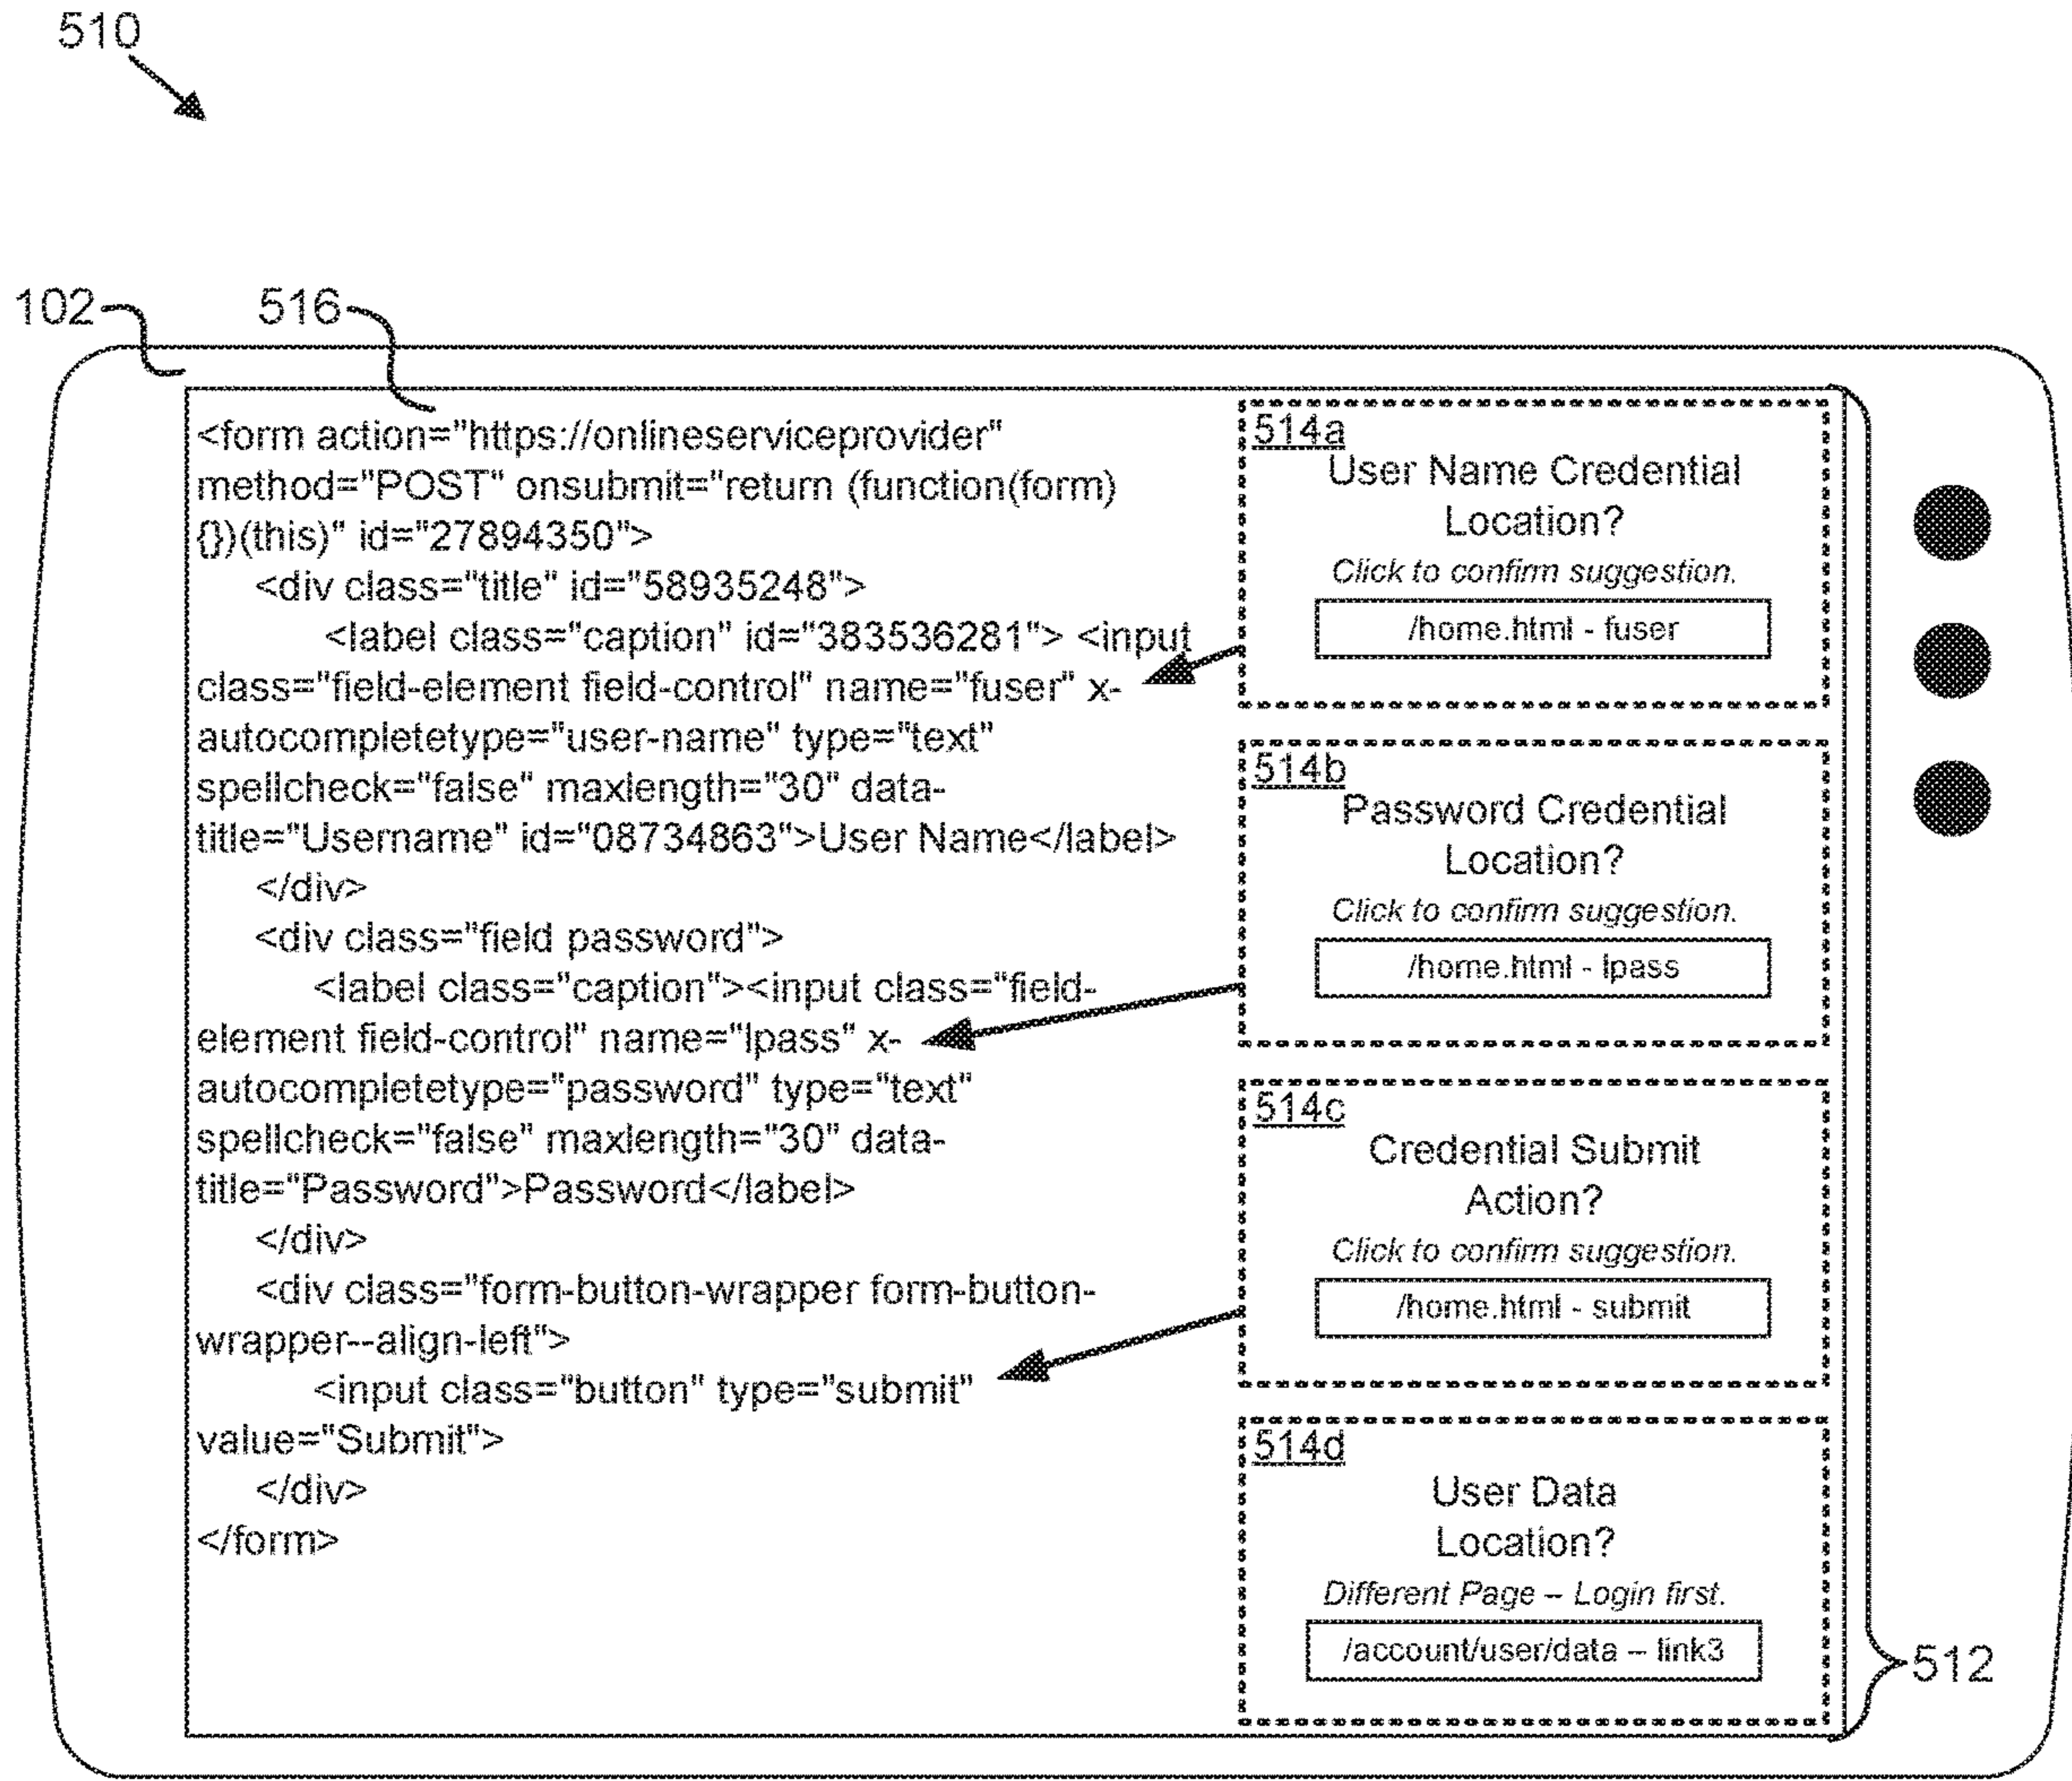 510
102
516
<form action="https://onlineserviceprovider"
method="POST" onsubmit="return (function(form)
{})(this)" id="27894350">
<div class="title" id="58935248">
<label class="caption" id="383536281"> <input
class="field-element field-control" name="fuser" x-
autocompletetype="user-name" type="text"
spellcheck="false" maxlength="30" data-
title="Username" id="08734863">User Name</label>
</div>
<div class="field password">
<label class="caption"><input class="field-
element field-control" name="lpass" x-
autocompletetype="password" type="text"
spellcheck="false" maxlength="30" data-
title="Password">Password</label>
</div>
<div class="form-button-wrapper form-button-
wrapper--align-left">
<input class="button" type="submit"
value="Submit">
</div>
</form>
514a
User Name Credential
Location?
Click to confirm suggestion.
/home.html - fuser
514b
Password Credential
Location?
Click to confirm suggestion.
/home.html - lpass
514c
Credential Submit
Action?
Click to confirm suggestion.
/home.html - submit
514d
User Data
Location?
Different Page – Login first.
/account/user/data – link3
512